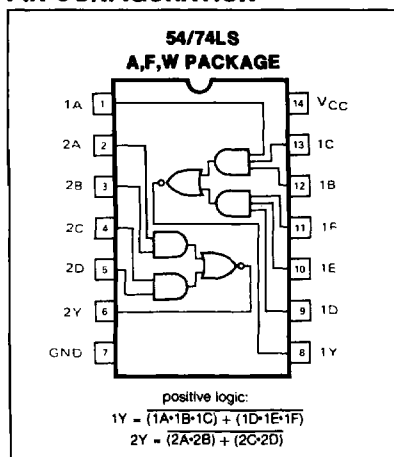 54/74LS
A,F,W PACKAGE
1A 1 14 VCC
2A 2 13 1C
2B 3 12 1B
2C 4 11 1F
2D 5 10 1E
2Y 6 9 1D
GND 7 8 1Y
positive logic:
1Y = (1A•1B•1C) + (1D•1E•1F)
2Y = (2A•2B) + (2C•2D)